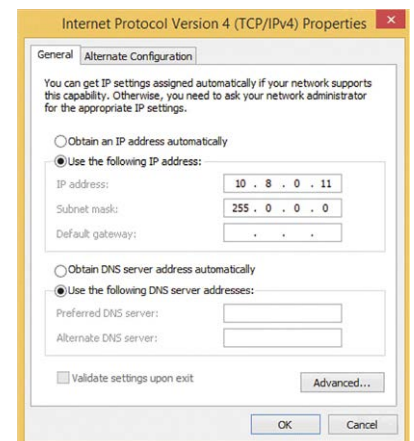 Internet Protocol Version 4 (TCP/IPv4) Properties
General
Alternate Configuration
You can get IP settings assigned automatically if your network supports
this capability. Otherwise, you need to ask your network administrator
for the appropriate IP settings.
Obtain an IP address automatically
Use the following IP address:
IP address: 10 . 8 . 0 . 11
Subnet mask: 255 . 0 . 0 . 0
Default gateway: . . .
Obtain DNS server address automatically
Use the following DNS server addresses:
Preferred DNS server:
Alternate DNS server:
Validate settings upon exit
Advanced...
OK Cancel